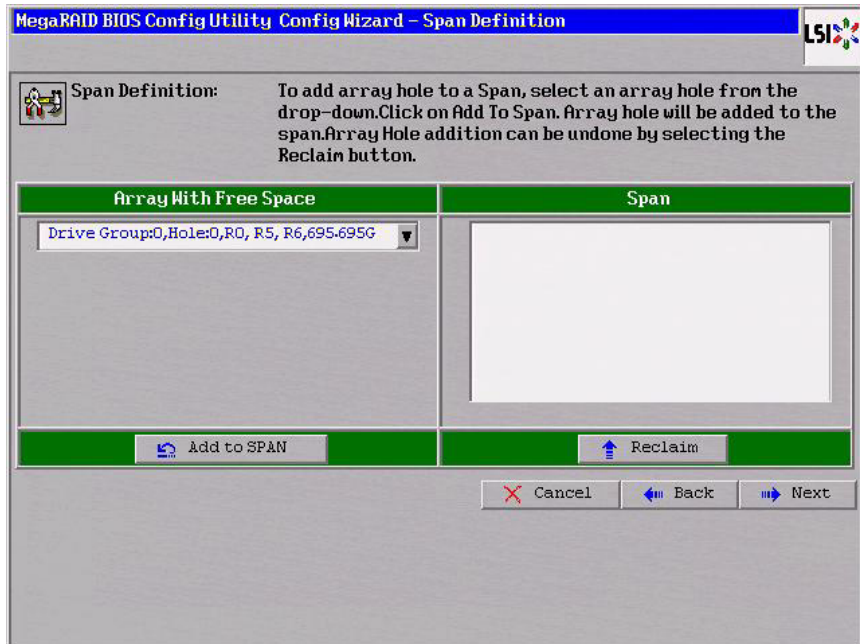 MegaRAID BIOS Config Utility Config Wizard – Span Definition
LSI
Span Definition:
To add array hole to a Span, select an array hole from the
drop-down.Click on Add To Span. Array hole will be added to the
span.Array Hole addition can be undone by selecting the
Reclaim button.
Array With Free Space
Span
Drive Group:0,Hole:0,R0, R5, R6,695.695G
Add to SPAN
Reclaim
Cancel
Back
Next